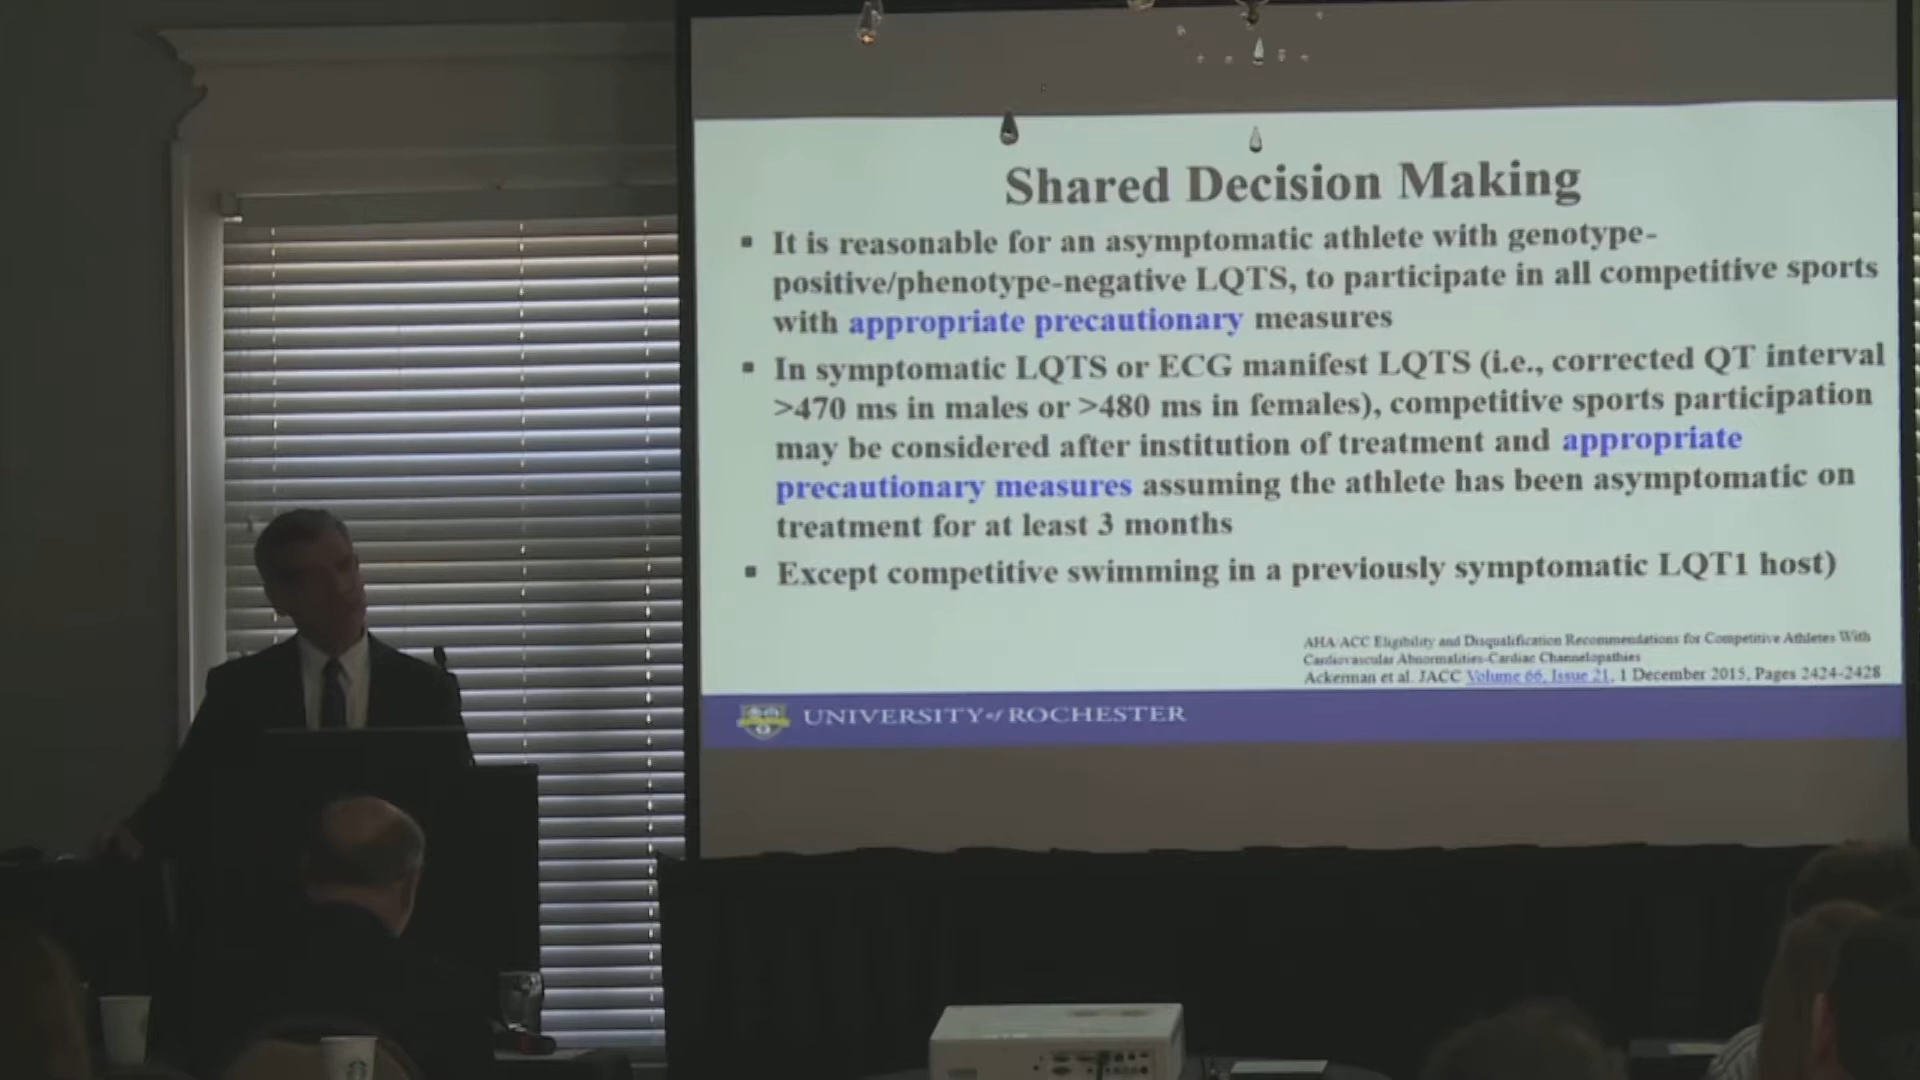 Shared Decision Making
▪ It is reasonable for an asymptomatic athlete with genotype-
positive/phenotype-negative LQTS, to participate in all competitive sports
with appropriate precautionary measures
▪ In symptomatic LQTS or ECG manifest LQTS (i.e., corrected QT interval
>470 ms in males or >480 ms in females), competitive sports participation
may be considered after institution of treatment and appropriate
precautionary measures assuming the athlete has been asymptomatic on
treatment for at least 3 months
▪ Except competitive swimming in a previously symptomatic LQT1 host)
AHA/ACC Eligibility and Disqualification Recommendations for Competitive Athletes With
Cardiovascular Abnormalities-Cardiac Channelopathies
Ackerman et al. JACC Volume 66, Issue 21, 1 December 2015, Pages 2424-2428
UNIVERSITY of ROCHESTER